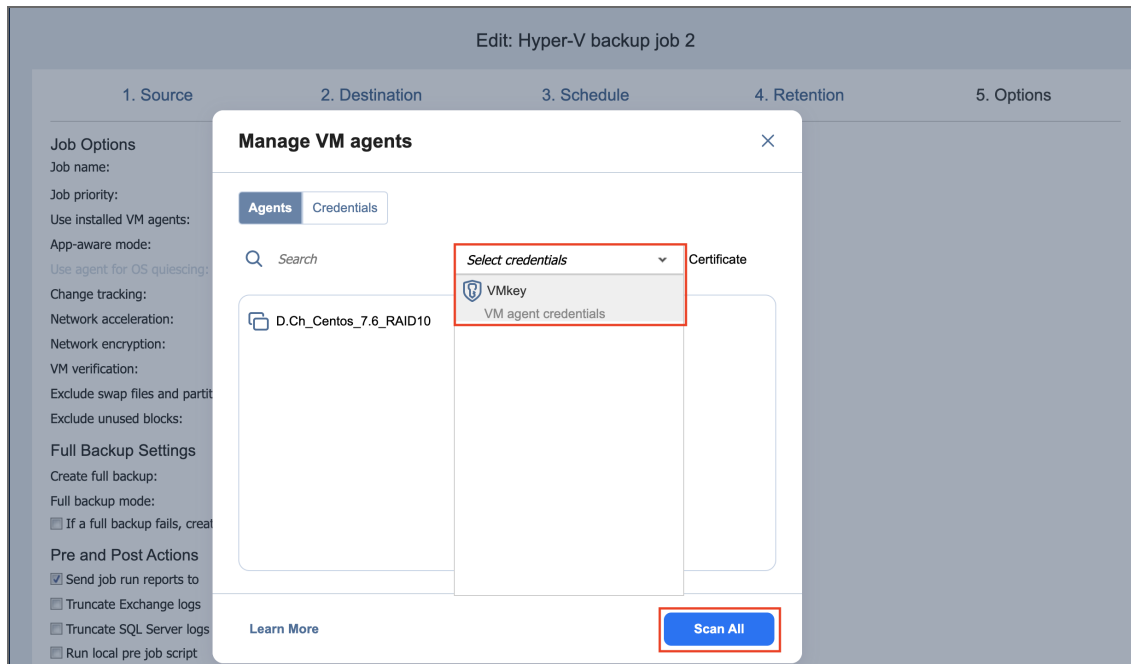 Edit: Hyper-V backup job 2
1. Source 2. Destination 3. Schedule 4. Retention 5. Options
Job Options
Job name:
Job priority:
Use installed VM agents:
App-aware mode:
Use agent for OS quiescing:
Change tracking:
Network acceleration:
Network encryption:
VM verification:
Exclude swap files and partit
Exclude unused blocks:
Full Backup Settings
Create full backup:
Full backup mode:
If a full backup fails, creat
Pre and Post Actions
Send job run reports to
Truncate Exchange logs
Truncate SQL Server logs
Run local pre job script
Manage VM agents
Agents Credentials
Search Select credentials Certificate
VMkey
VM agent credentials
D.Ch_Centos_7.6_RAID10
Learn More Scan All